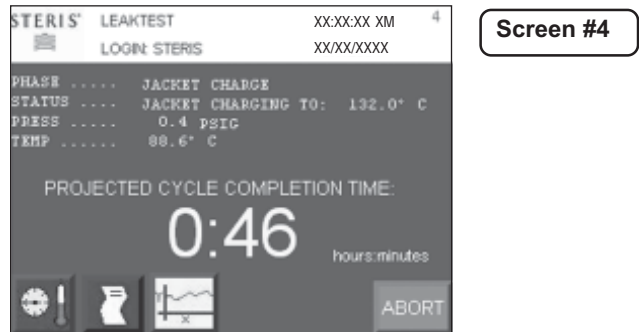 STERIS® LEAKTEST XX:XX:XX XM 4
LOGIN: STERIS XX/XX/XXXX
Screen #4
PHASE ..... JACKET CHARGE
STATUS .... JACKET CHARGING TO: 132.0° C
PRESS ..... 0.4 PSIG
TEMP ...... 88.6° C
PROJECTED CYCLE COMPLETION TIME:
0:46 hours:minutes
X
ABORT